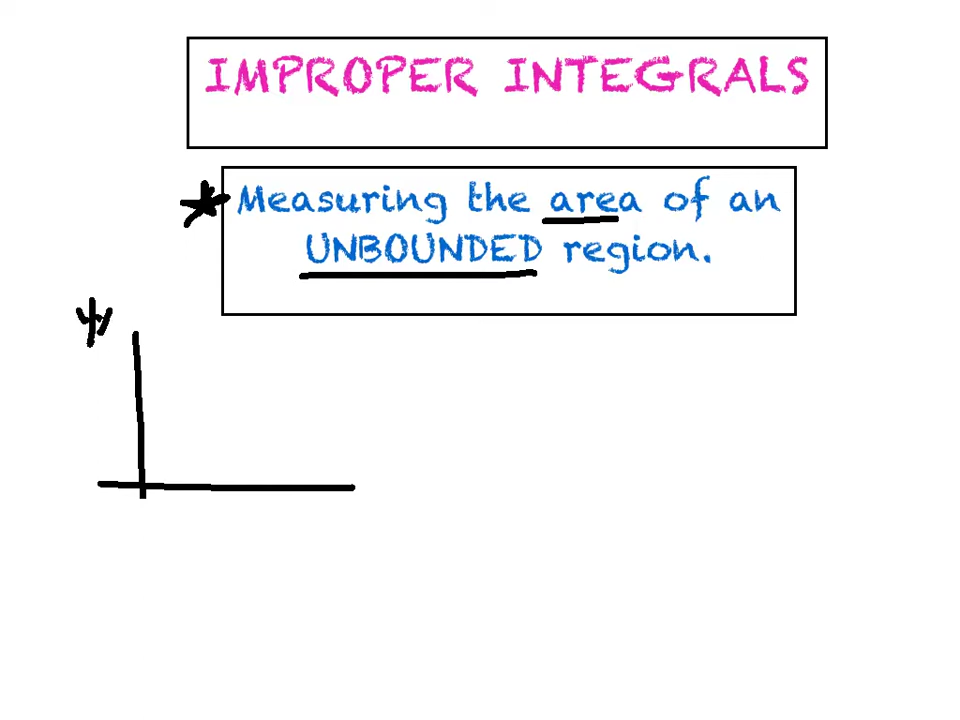 IMPROPER INTEGRALS
Measuring the area of an
UNBOUNDED region.